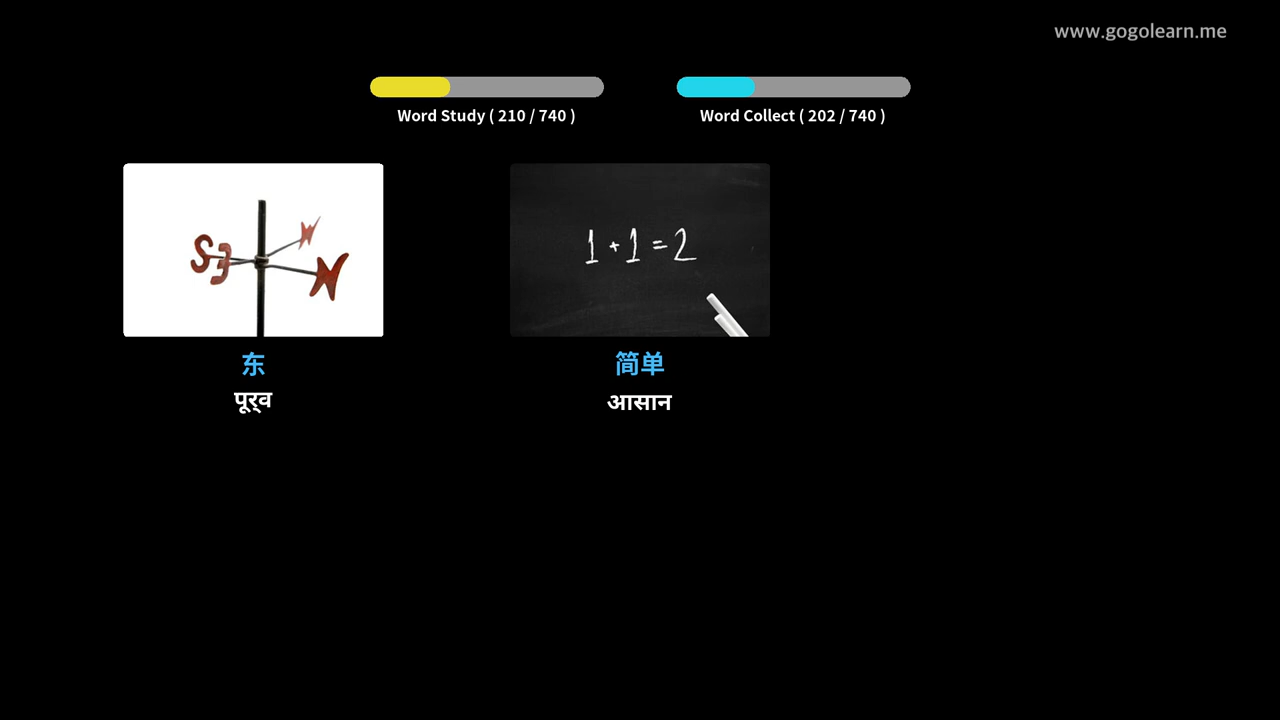 www.gogolearn.me
Word Study ( 210 / 740 )
Word Collect ( 202 / 740 )
S E W N
1 + 1 = 2
东
简单
पूर्व
आसान